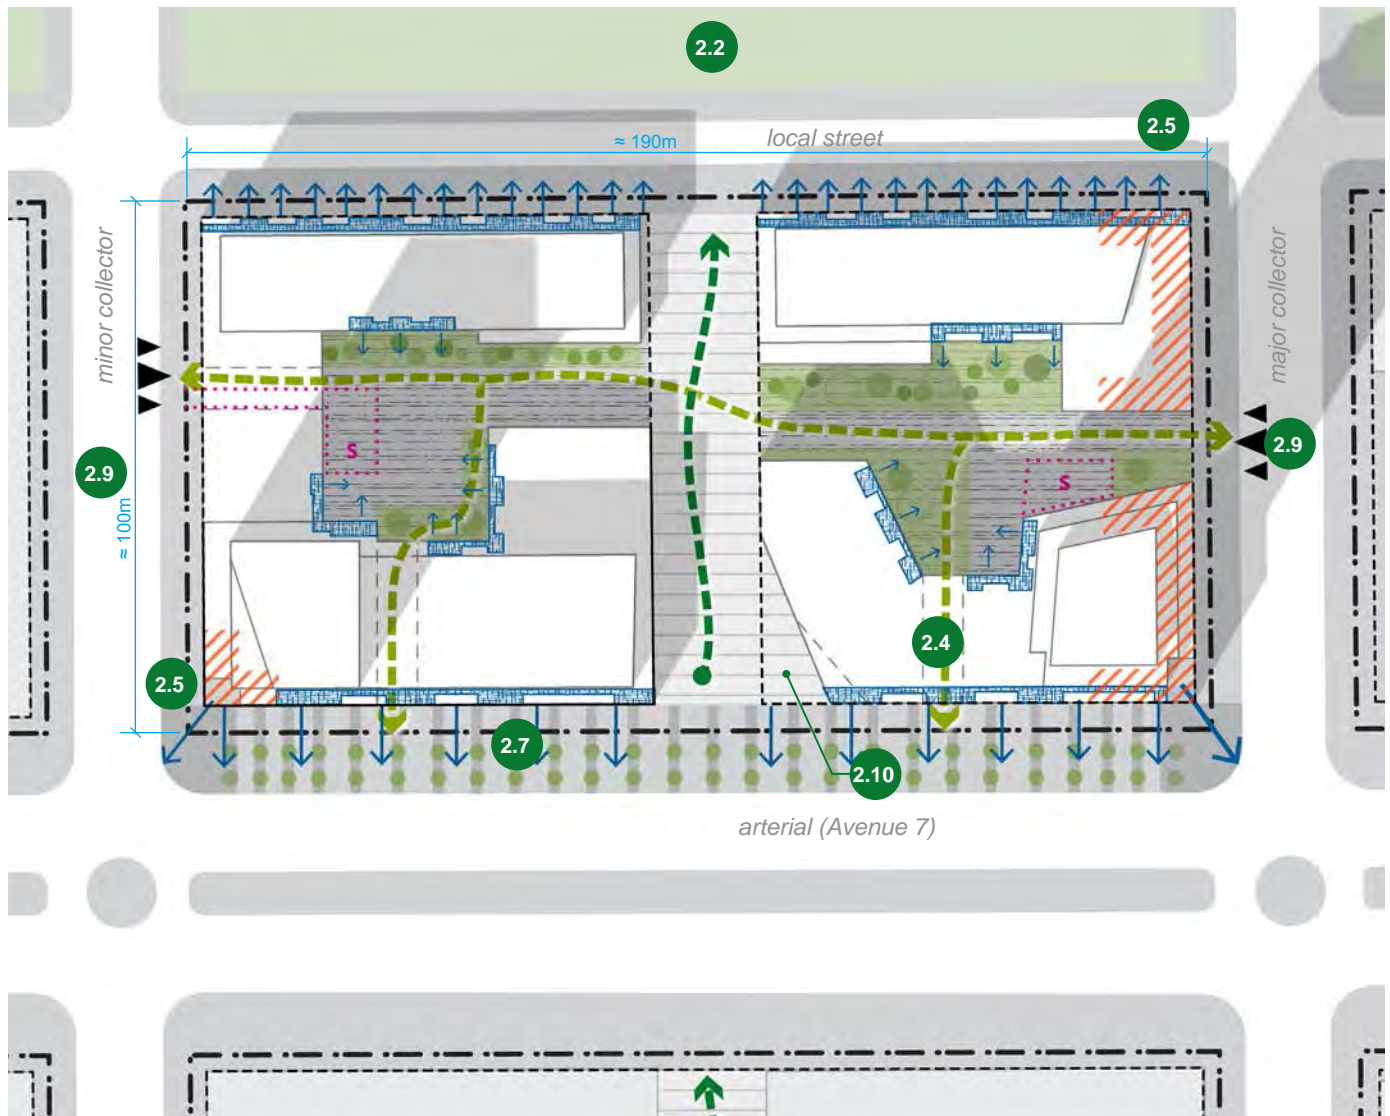 2.2
2.5
≈ 190m
local street
minor collector
major collector
2.9
2.9
S
S
≈ 100m
2.4
2.5
2.7
2.10
arterial (Avenue 7)